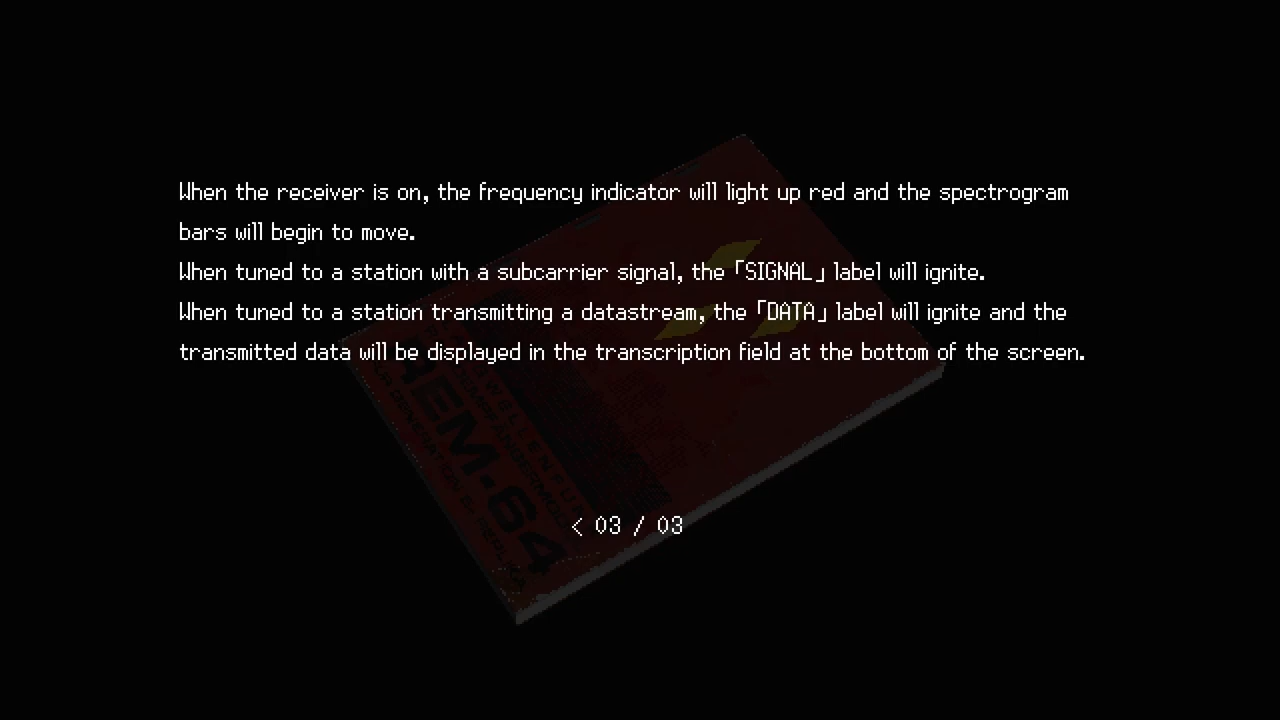 When the receiver is on, the frequency indicator will light up red and the spectrogram
bars will begin to move.
When tuned to a station with a subcarrier signal, the「SIGNAL」label will ignite.
When tuned to a station transmitting a datastream, the「DATA」label will ignite and the
transmitted data will be displayed in the transcription field at the bottom of the screen.
AEM-64
< 03 / 03